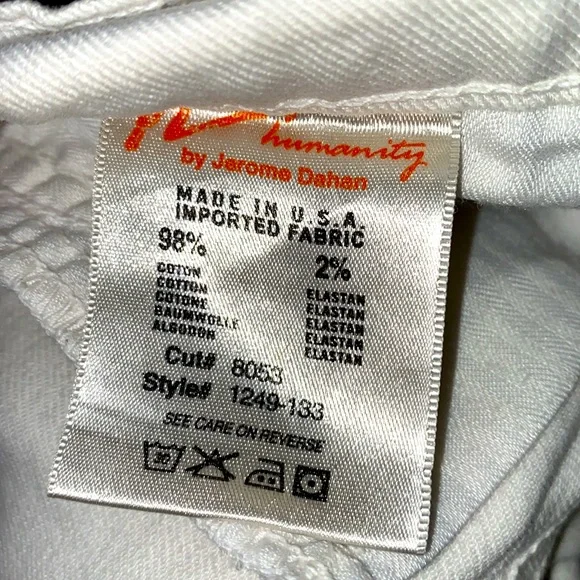 humanity
by Jerome Dahan
MADE IN U.S.A.
IMPORTED FABRIC
98% 2%
COTON ELASTAN
COTTON ELASTAN
COTONE ELASTAN
BAUMWOLLE ELASTAN
ALGODON ELASTAN
Cut# 8053
Style# 1249-133
SEE CARE ON REVERSE